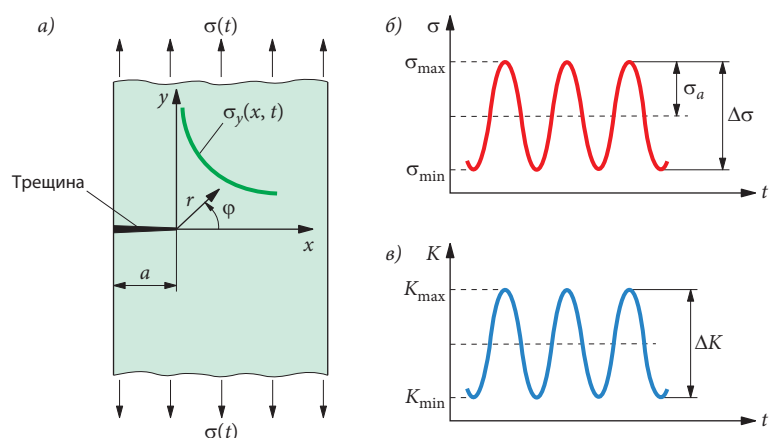 а)
σ(t)
y
σy(x, t)
Трещина
r
φ
x
a
σ(t)
б)
σ
σmax
σa
Δσ
σmin
t
в)
K
Kmax
ΔK
Kmin
t